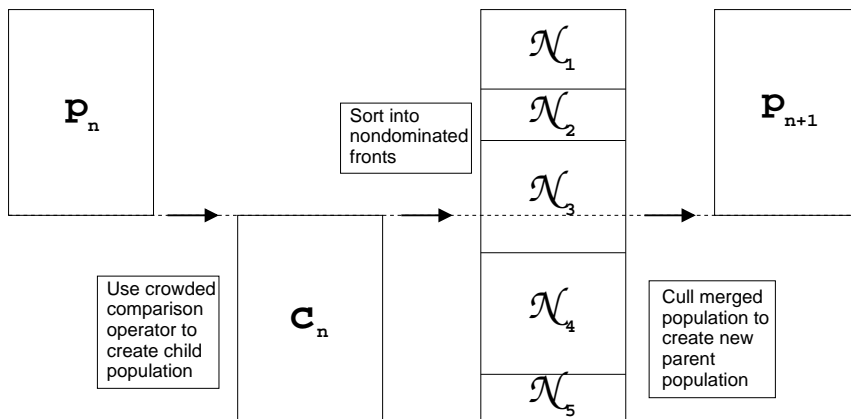 p n
Use crowded
comparison
operator to
create child
population
c n
Sort into
nondominated
fronts
𝒩 1
𝒩 2
𝒩 3
𝒩 4
𝒩 5
Cull merged
population to
create new
parent
population
p n+1